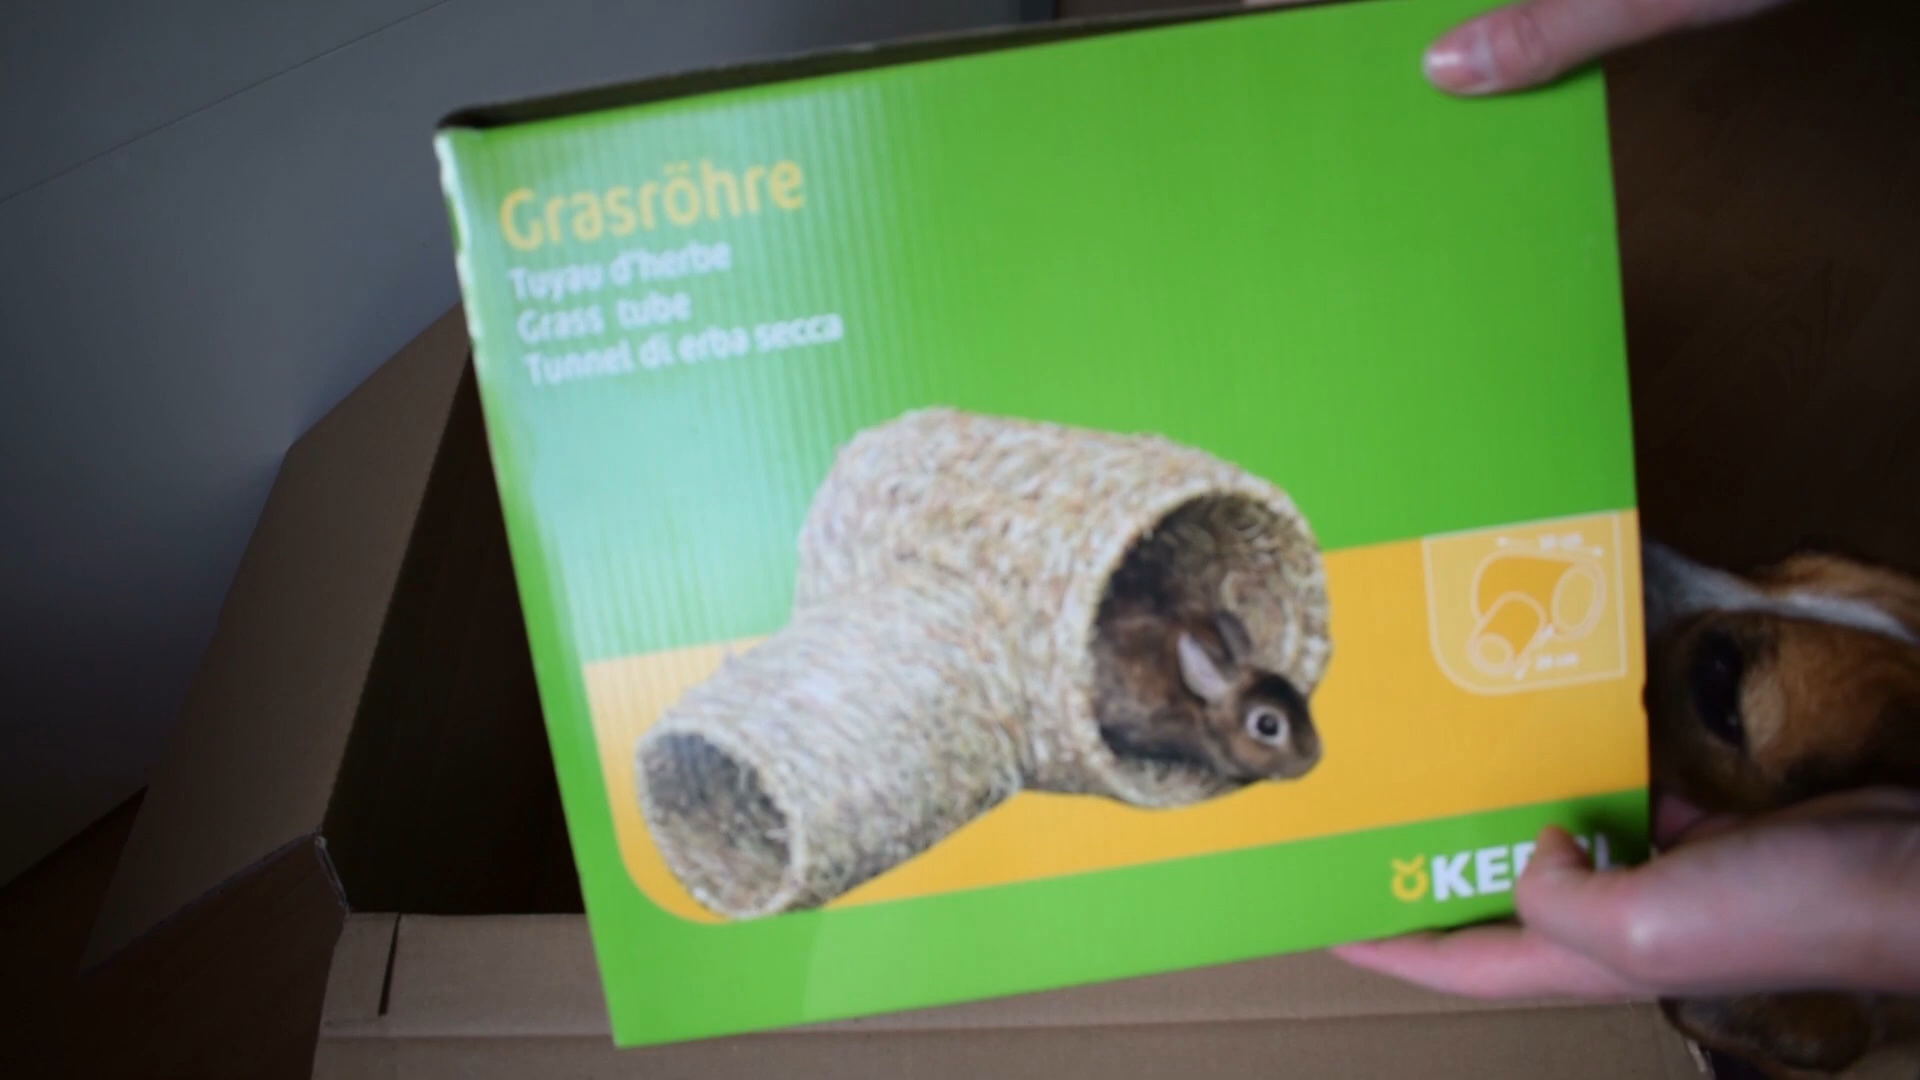 Grasröhre
Tuyau d'herbe
Grass tube
Tunnel di erba secca